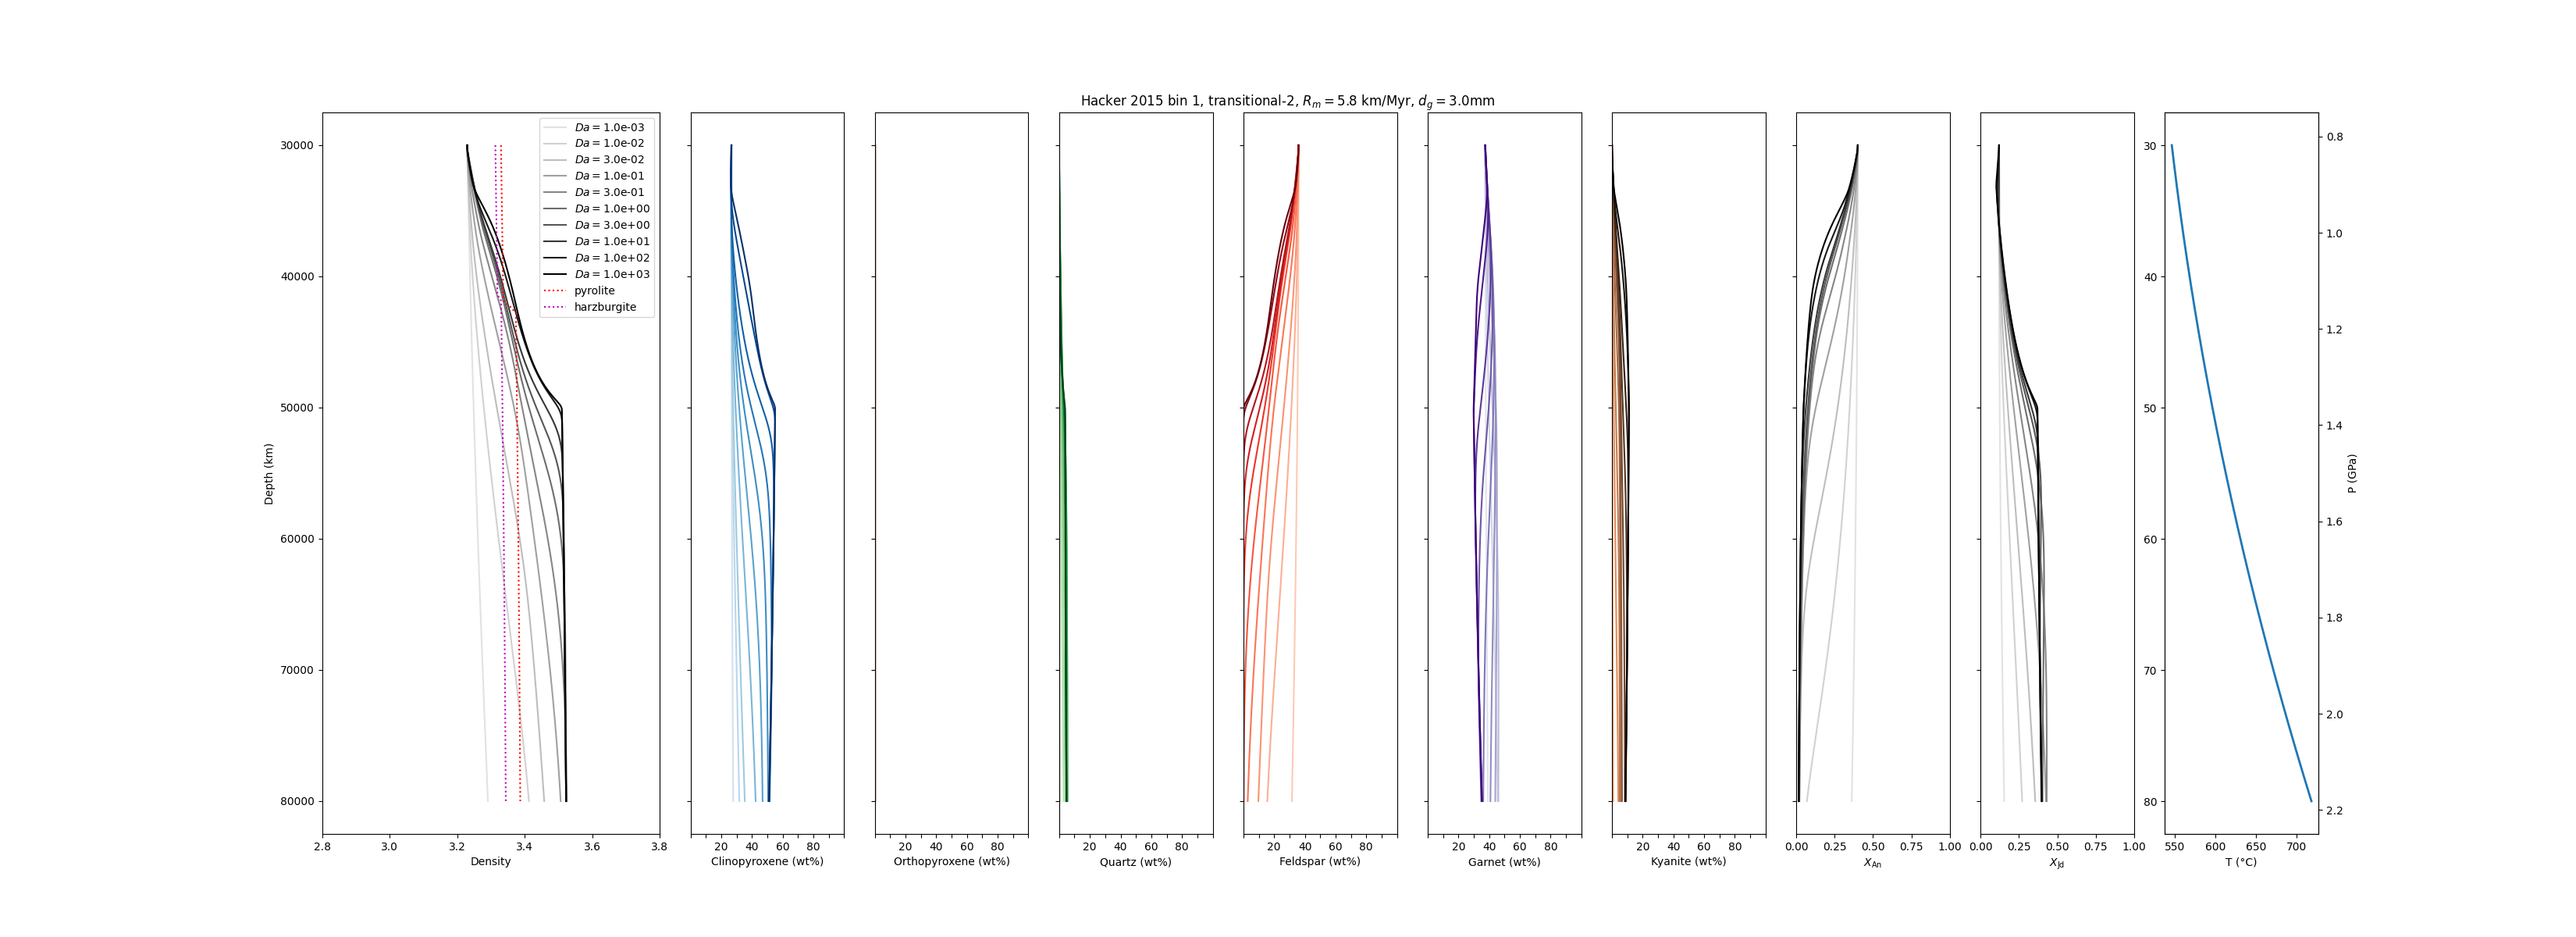 Hacker 2015 bin 1, transitional-2, Rₘ = 5.8 km/Myr, d_g = 3.0mm
Da = 1.0e-03
Da = 1.0e-02
Da = 3.0e-02
Da = 1.0e-01
Da = 3.0e-01
Da = 1.0e+00
Da = 3.0e+00
Da = 1.0e+01
Da = 1.0e+02
Da = 1.0e+03
pyrolite
harzburgite
Depth (km)
30000
40000
50000
60000
70000
80000
2.8 3.0 3.2 3.4 3.6 3.8
Density
20 40 60 80
Clinopyroxene (wt%)
20 40 60 80
Orthopyroxene (wt%)
20 40 60 80
Quartz (wt%)
20 40 60 80
Feldspar (wt%)
20 40 60 80
Garnet (wt%)
20 40 60 80
Kyanite (wt%)
0.00 0.25 0.50 0.75 1.00
X_An
0.00 0.25 0.50 0.75 1.00
X_Jd
30
40
50
60
70
80
550 600 650 700
T (°C)
0.8
1.0
1.2
1.4
1.6
1.8
2.0
2.2
P (GPa)